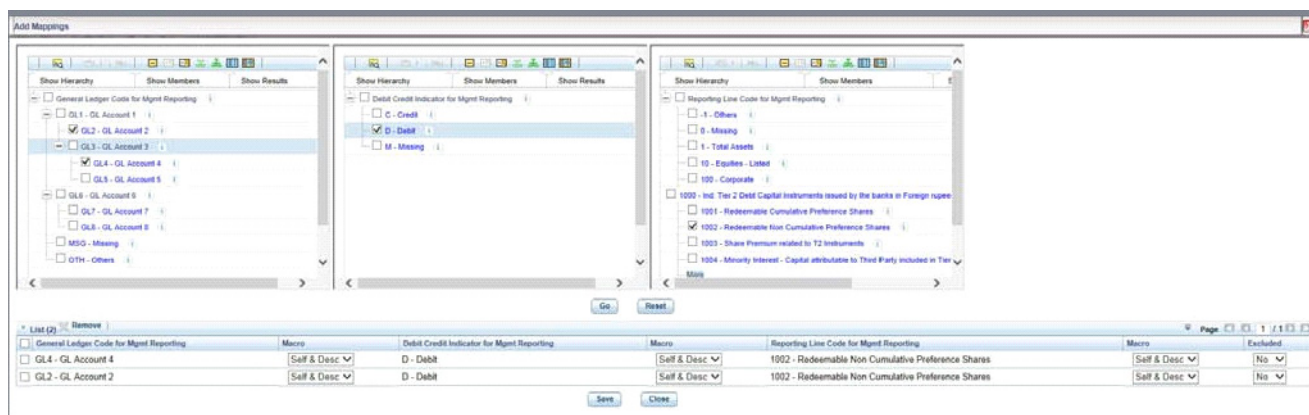 Add Mappings
Show Hierarchy Show Members Show Results
General Ledger Code for Mgmt Reporting
GL1 - GL Account 1
GL2 - GL Account 2
GL3 - GL Account 3
GL4 - GL Account 4
GL5 - GL Account 5
GL6 - GL Account 6
GL7 - GL Account 7
GL8 - GL Account 8
MSG - Missing
OTH - Others
Show Hierarchy Show Members Show Results
Debit Credit Indicator for Mgmt Reporting
C - Credit
D - Debit
M - Missing
Show Hierarchy Show Members
Reporting Line Code for Mgmt Reporting
-1 - Others
0 - Missing
1 - Total Assets
10 - Equities - Listed
100 - Corporate
1000 - Ind. Tier 2 Debt Capital Instruments issued by the banks in Foreign rupee
1001 - Redeemable Cumulative Preference Shares
1002 - Redeemable Non Cumulative Preference Shares
1003 - Share Premium related to T2 Instruments
1004 - Minority Interest - Capital attributable to Third Party included in Tier
More
Go Reset
List (2) Remove Page 1 / 1
General Ledger Code for Mgmt Reporting Macro Debit Credit Indicator for Mgmt Reporting Macro Reporting Line Code for Mgmt Reporting Macro Excluded
GL4 - GL Account 4 Self & Desc D - Debit Self & Desc 1002 - Redeemable Non Cumulative Preference Shares Self & Desc No
GL2 - GL Account 2 Self & Desc D - Debit Self & Desc 1002 - Redeemable Non Cumulative Preference Shares Self & Desc No
Save Close